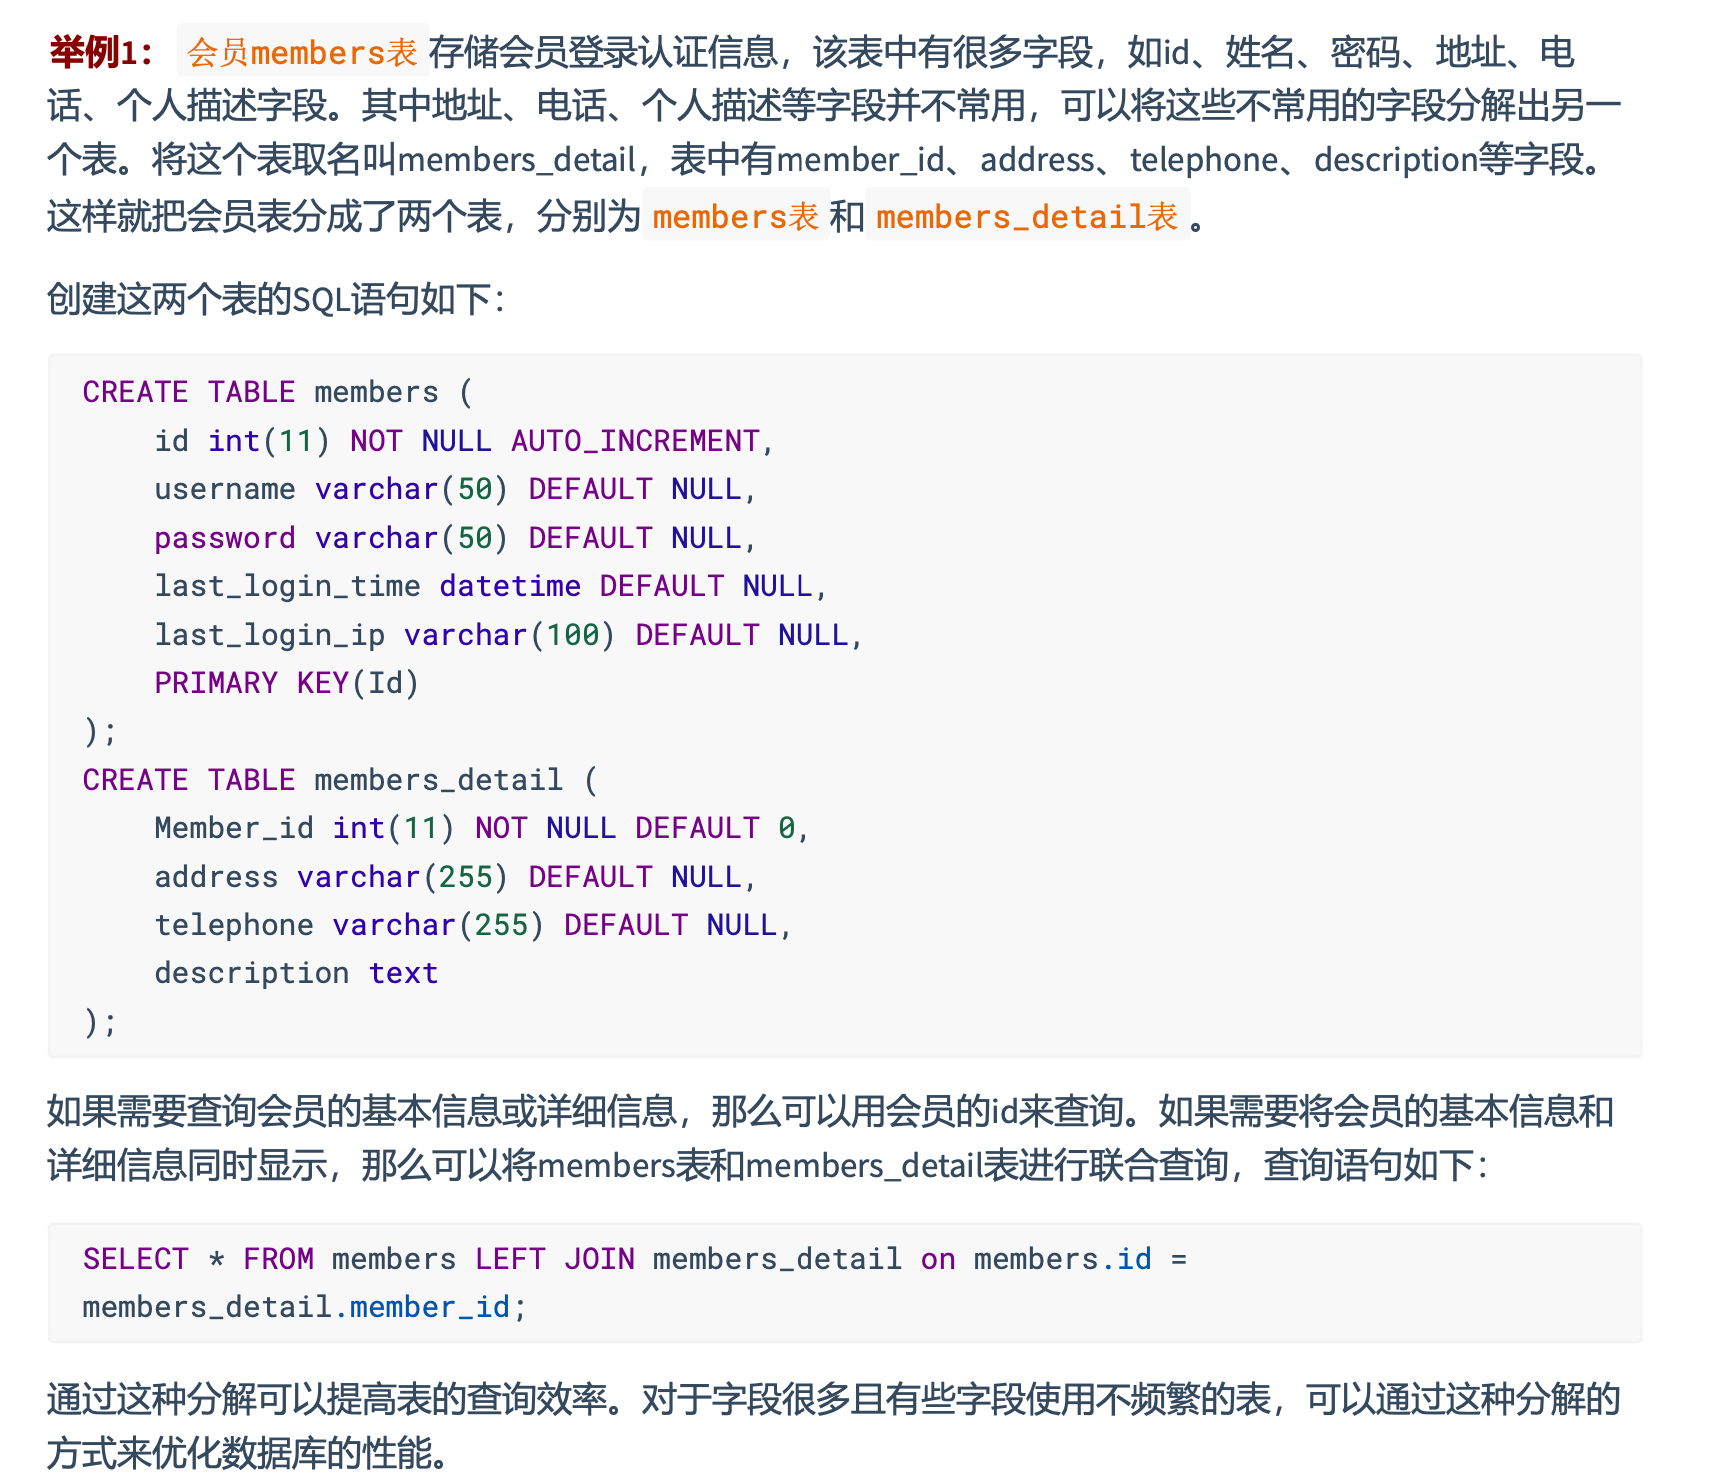 举例1： 会员members表 存储会员登录认证信息，该表中有很多字段，如id、姓名、密码、地址、电
话、个人描述字段。其中地址、电话、个人描述等字段并不常用，可以将这些不常用的字段分解出另一
个表。将这个表取名叫members_detail，表中有member_id、address、telephone、description等字段。
这样就把会员表分成了两个表，分别为 members表 和 members_detail表 。
创建这两个表的SQL语句如下：
CREATE TABLE members (
    id int(11) NOT NULL AUTO_INCREMENT,
    username varchar(50) DEFAULT NULL,
    password varchar(50) DEFAULT NULL,
    last_login_time datetime DEFAULT NULL,
    last_login_ip varchar(100) DEFAULT NULL,
    PRIMARY KEY(Id)
);
CREATE TABLE members_detail (
    Member_id int(11) NOT NULL DEFAULT 0,
    address varchar(255) DEFAULT NULL,
    telephone varchar(255) DEFAULT NULL,
    description text
);
如果需要查询会员的基本信息或详细信息，那么可以用会员的id来查询。如果需要将会员的基本信息和
详细信息同时显示，那么可以将members表和members_detail表进行联合查询，查询语句如下：
SELECT * FROM members LEFT JOIN members_detail on members.id =
members_detail.member_id;
通过这种分解可以提高表的查询效率。对于字段很多且有些字段使用不频繁的表，可以通过这种分解的
方式来优化数据库的性能。